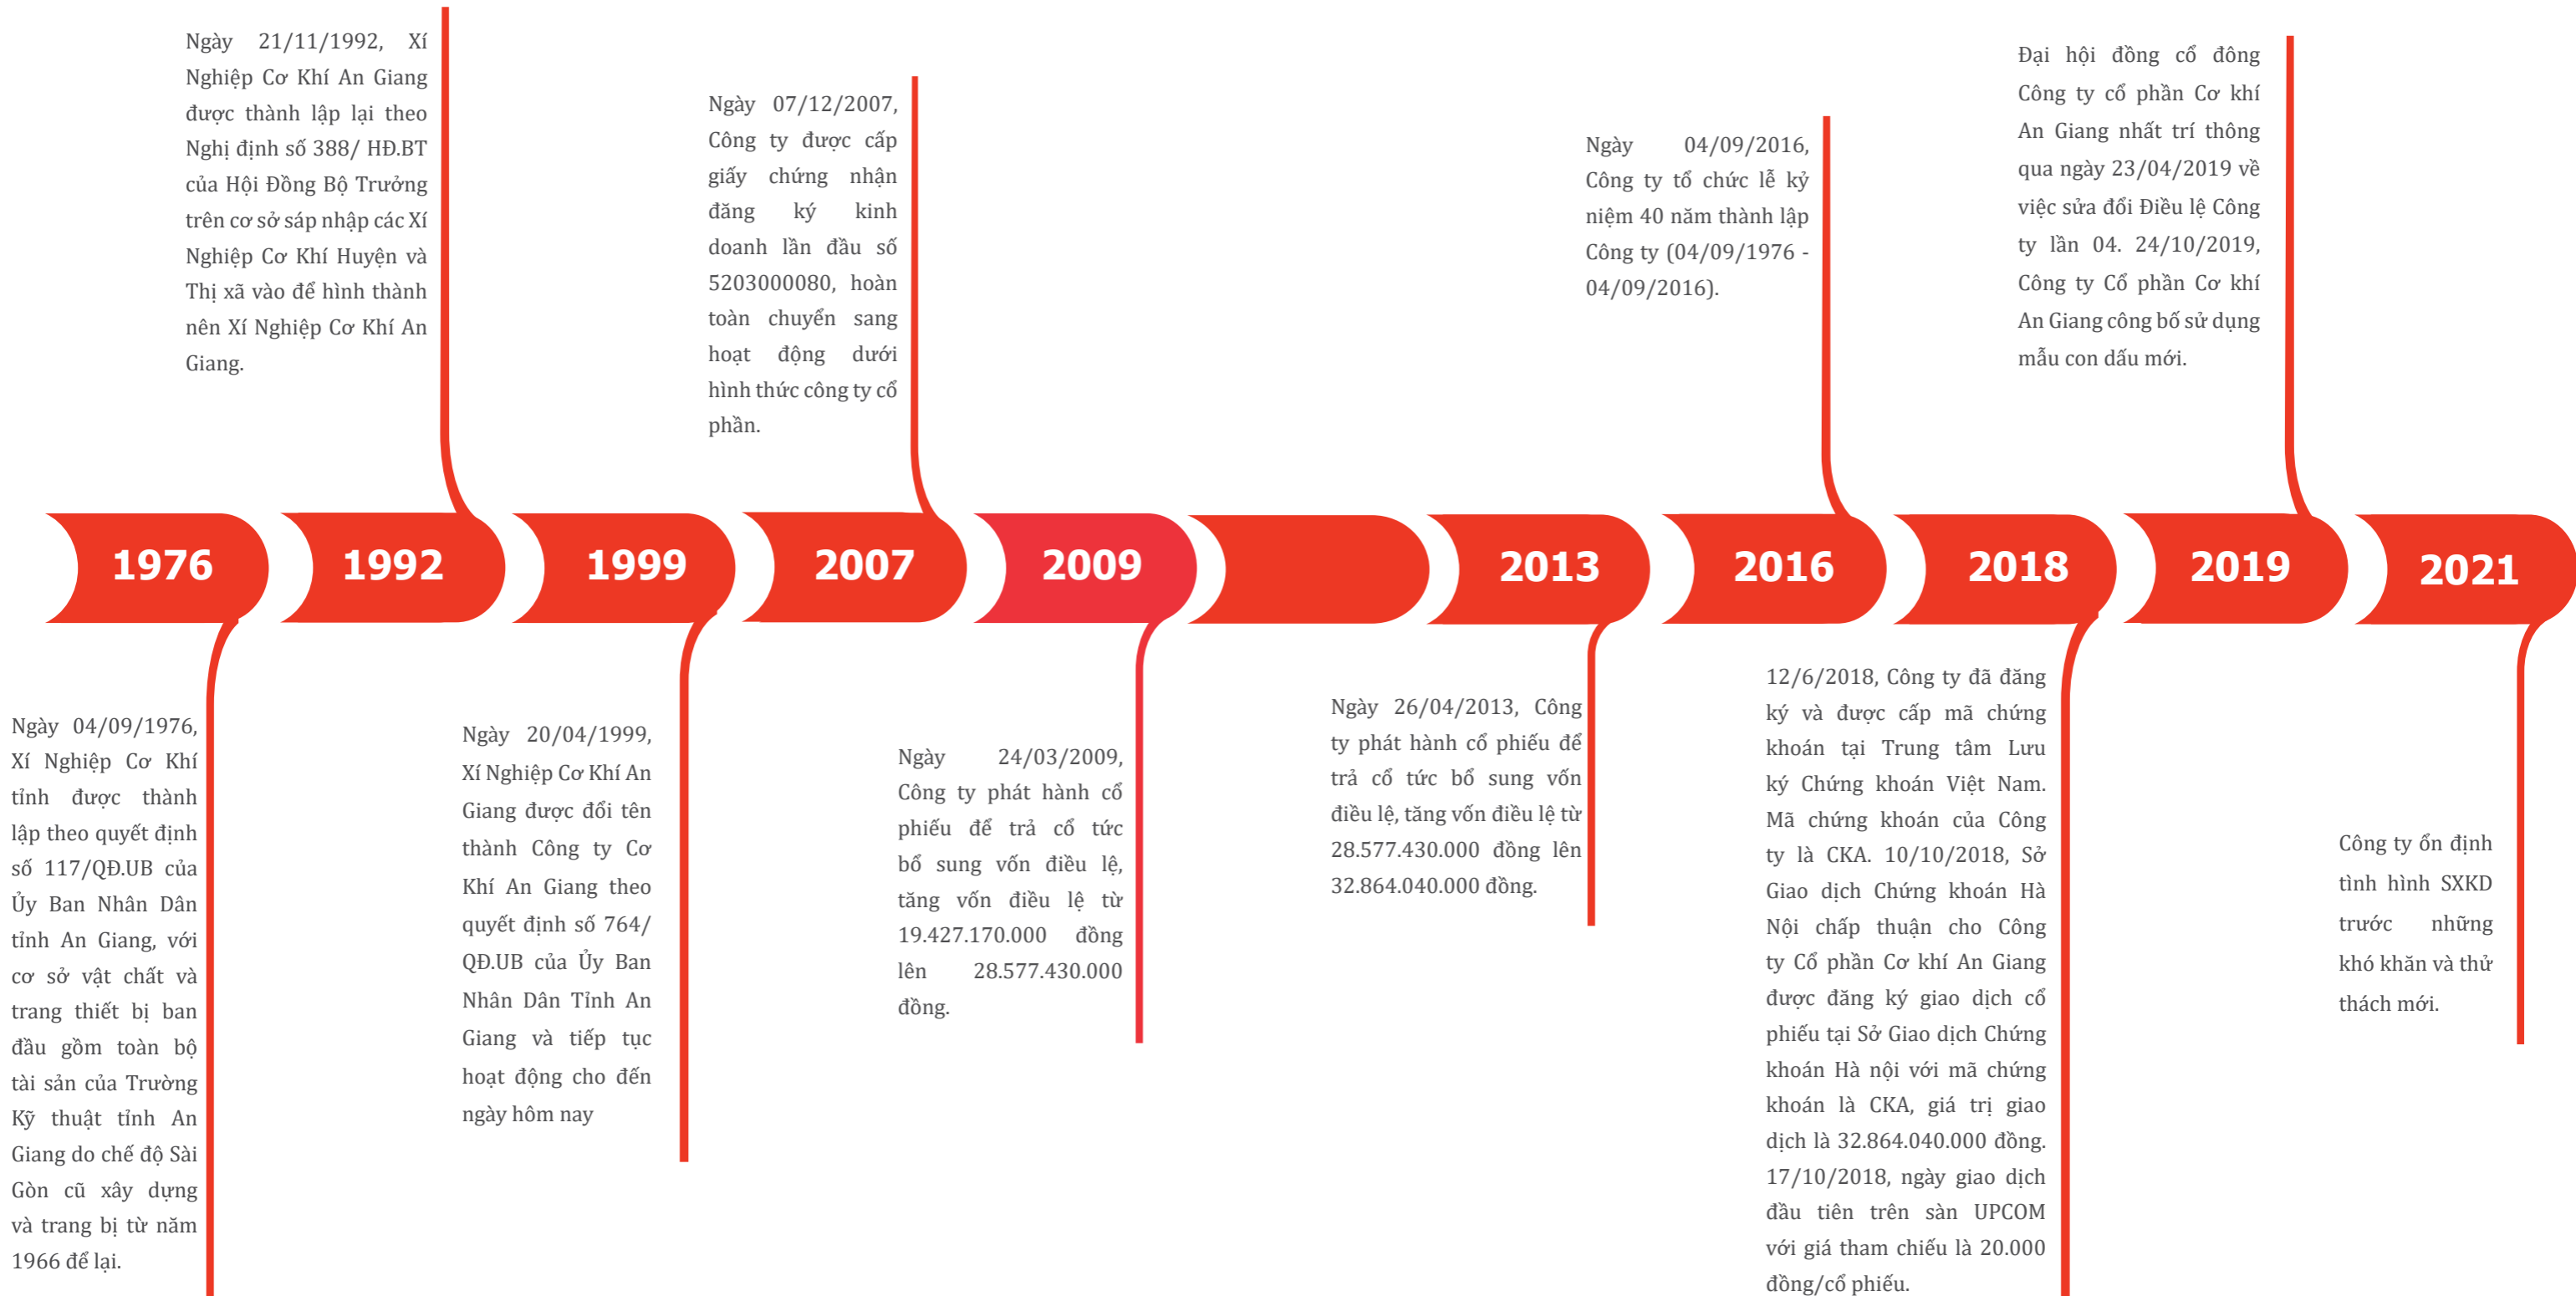 Ngày 21/11/1992, Xí
Nghiệp Cơ Khí An Giang
được thành lập lại theo
Nghị định số 388/ HĐ.BT
của Hội Đồng Bộ Trưởng
trên cơ sở sáp nhập các Xí
Nghiệp Cơ Khí Huyện và
Thị xã vào để hình thành
nên Xí Nghiệp Cơ Khí An
Giang.
Ngày 07/12/2007,
Công ty được cấp
giấy chứng nhận
đăng ký kinh
doanh lần đầu số
5203000080, hoàn
toàn chuyển sang
hoạt động dưới
hình thức công ty cổ
phần.
Ngày 04/09/2016,
Công ty tổ chức lễ kỷ
niệm 40 năm thành lập
Công ty (04/09/1976 -
04/09/2016).
Đại hội đồng cổ đông
Công ty cổ phần Cơ khí
An Giang nhất trí thông
qua ngày 23/04/2019 về
việc sửa đổi Điều lệ Công
ty lần 04. 24/10/2019,
Công ty Cổ phần Cơ khí
An Giang công bố sử dụng
mẫu con dấu mới.
1976
1992
1999
2007
2009
2013
2016
2018
2019
2021
Ngày 04/09/1976,
Xí Nghiệp Cơ Khí
tỉnh được thành
lập theo quyết định
số 117/QĐ.UB của
Ủy Ban Nhân Dân
tỉnh An Giang, với
cơ sở vật chất và
trang thiết bị ban
đầu gồm toàn bộ
tài sản của Trường
Kỹ thuật tỉnh An
Giang do chế độ Sài
Gòn cũ xây dựng
và trang bị từ năm
1966 để lại.
Ngày 20/04/1999,
Xí Nghiệp Cơ Khí An
Giang được đổi tên
thành Công ty Cơ
Khí An Giang theo
quyết định số 764/
QĐ.UB của Ủy Ban
Nhân Dân Tỉnh An
Giang và tiếp tục
hoạt động cho đến
ngày hôm nay
Ngày 24/03/2009,
Công ty phát hành cổ
phiếu để trả cổ tức
bổ sung vốn điều lệ,
tăng vốn điều lệ từ
19.427.170.000 đồng
lên 28.577.430.000
đồng.
Ngày 26/04/2013, Công
ty phát hành cổ phiếu để
trả cổ tức bổ sung vốn
điều lệ, tăng vốn điều lệ từ
28.577.430.000 đồng lên
32.864.040.000 đồng.
12/6/2018, Công ty đã đăng
ký và được cấp mã chứng
khoán tại Trung tâm Lưu
ký Chứng khoán Việt Nam.
Mã chứng khoán của Công
ty là CKA. 10/10/2018, Sở
Giao dịch Chứng khoán Hà
Nội chấp thuận cho Công
ty Cổ phần Cơ khí An Giang
được đăng ký giao dịch cổ
phiếu tại Sở Giao dịch Chứng
khoán Hà nội với mã chứng
khoán là CKA, giá trị giao
dịch là 32.864.040.000 đồng.
17/10/2018, ngày giao dịch
đầu tiên trên sàn UPCOM
với giá tham chiếu là 20.000
đồng/cổ phiếu.
Công ty ổn định
tình hình SXKD
trước những
khó khăn và thử
thách mới.